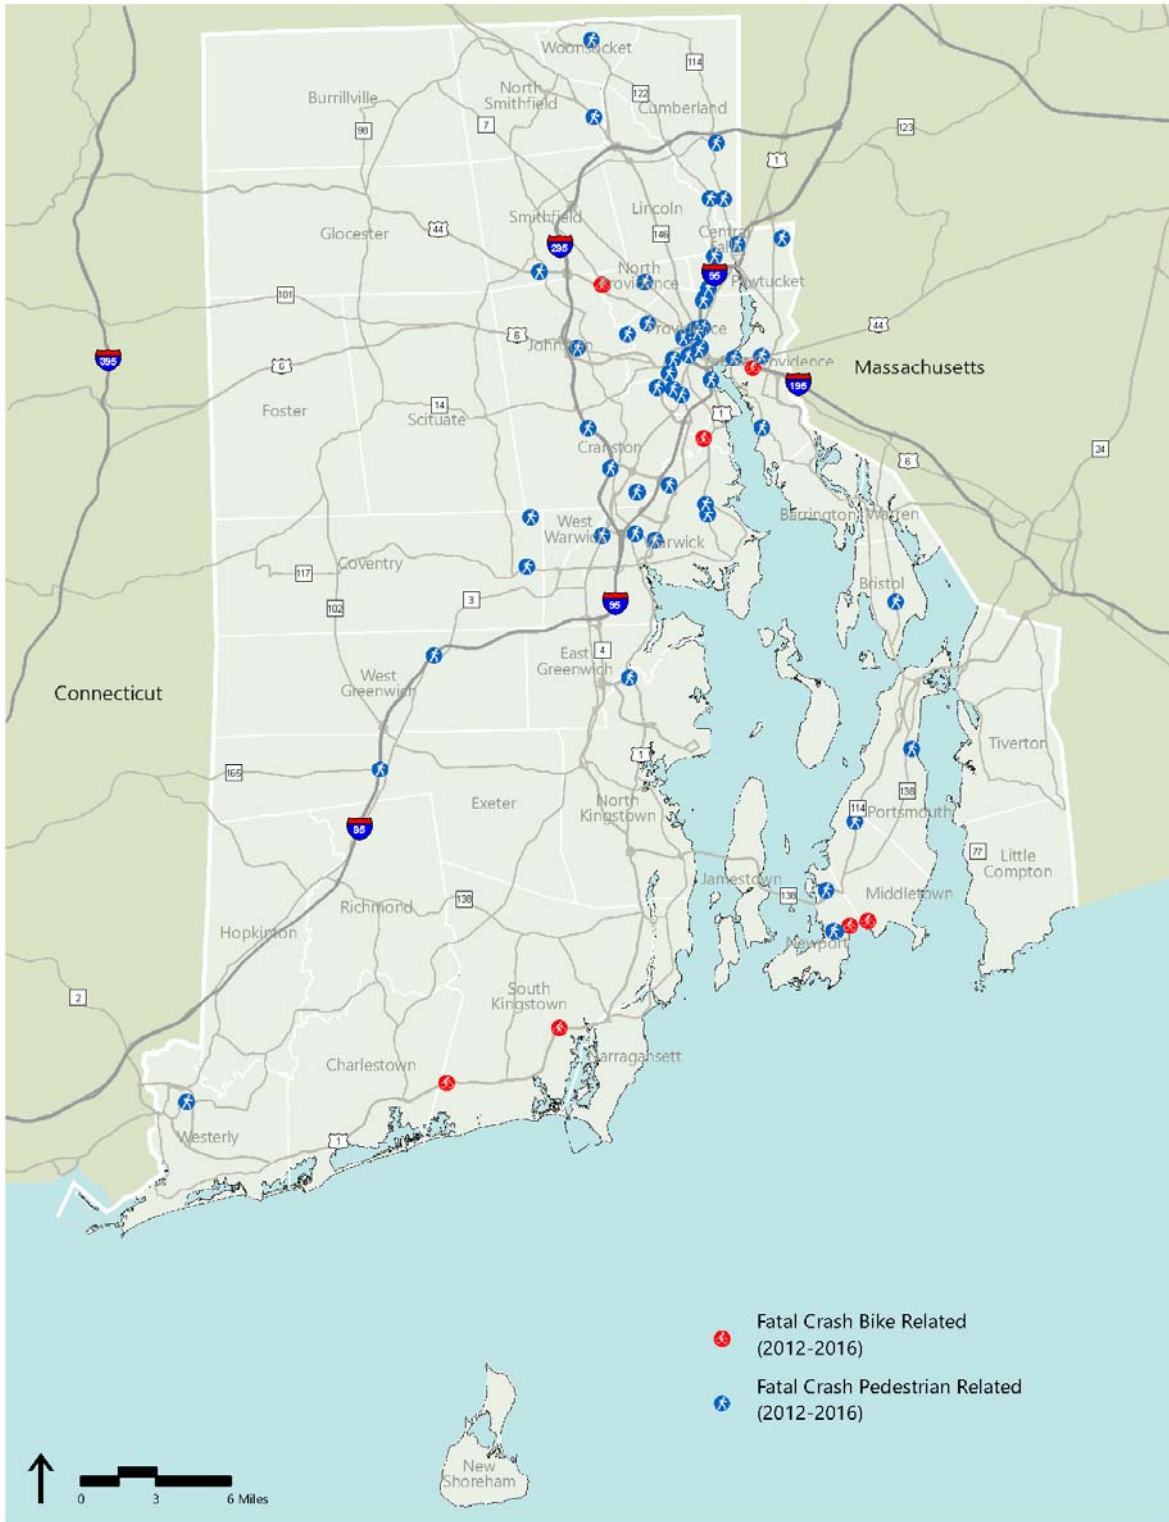 Woonsocket
114
North
Smithfield
122
Cumberland
Burrillville
98
7
123
1
Smithfield
Lincoln
Central
Falls
Glocester
44
146
295
North
Providence
95
Pawtucket
101
44
6
Providence
Johnston
East Providence
395
6
Massachusetts
195
Foster
14
Scituate
1
Cranston
6
24
West
Warwick
Barrington
Warren
Warwick
117
Coventry
Bristol
102
3
95
East
Greenwich
4
West
Greenwich
Connecticut
1
Tiverton
165
Exeter
North
Kingstown
138
114
Portsmouth
95
77
Little
Compton
Jamestown
138
Middletown
138
Richmond
Hopkinton
Newport
2
South
Kingstown
Narragansett
Charlestown
Westerly
1
Fatal Crash Bike Related
(2012-2016)
Fatal Crash Pedestrian Related
(2012-2016)
New
Shoreham
0
3
6 Miles